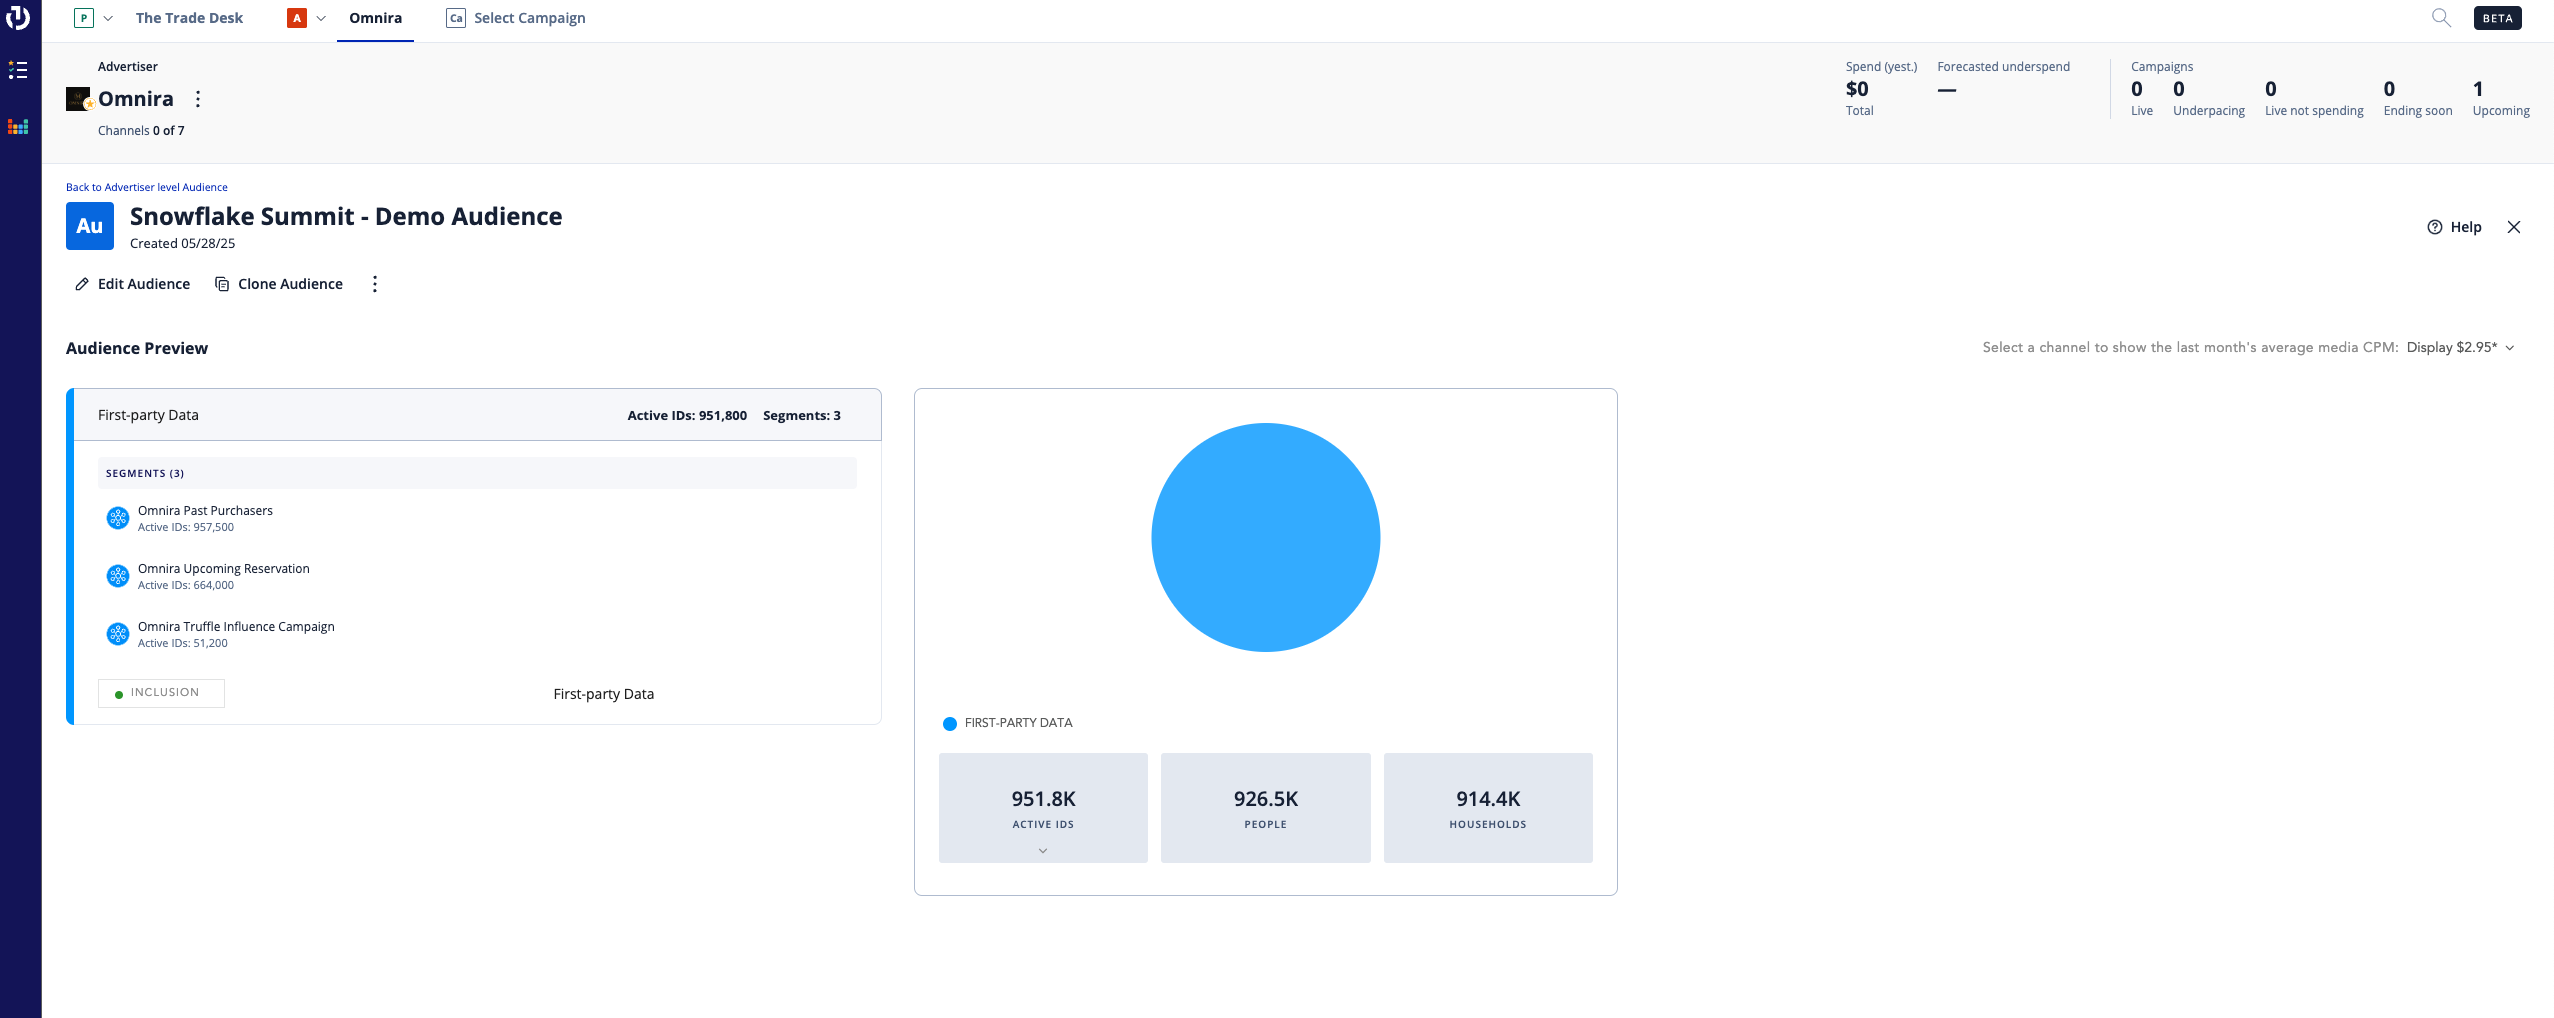 P The Trade Desk A Omnira Ca Select Campaign BETA
Advertiser
Omnira
Channels 0 of 7
Spend (yest.) Forecasted underspend Campaigns
$0 — 0 0 0 0 1
Total Live Underpacing Live not spending Ending soon Upcoming
Back to Advertiser level Audience
Au Snowflake Summit - Demo Audience
Created 05/28/25
Help
Edit Audience Clone Audience
Audience Preview
Select a channel to show the last month's average media CPM: Display $2.95*
First-party Data Active IDs: 951,800 Segments: 3
SEGMENTS (3)
Omnira Past Purchasers
Active IDs: 957,500
Omnira Upcoming Reservation
Active IDs: 664,000
Omnira Truffle Influence Campaign
Active IDs: 51,200
INCLUSION First-party Data
FIRST-PARTY DATA
951.8K 926.5K 914.4K
ACTIVE IDS PEOPLE HOUSEHOLDS